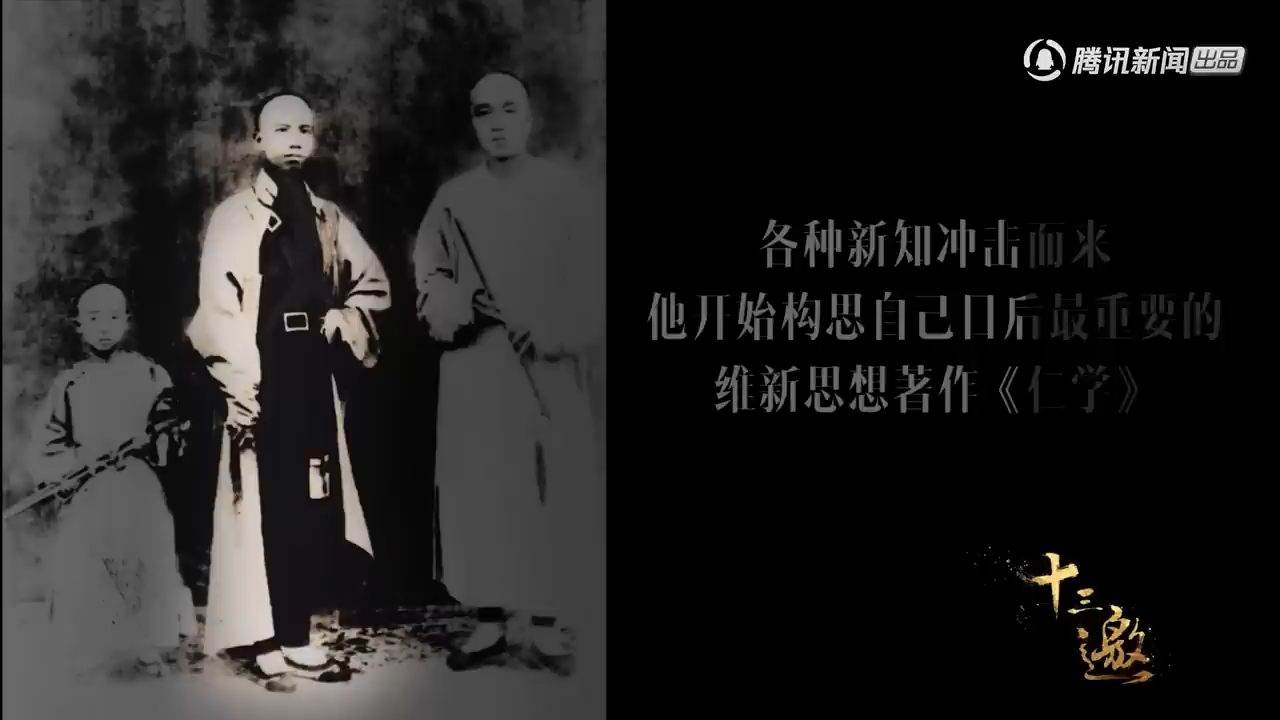 腾讯新闻出品
各种新知冲击而来
他开始构思自己日后最重要的
维新思想著作《仁学》
十三邀